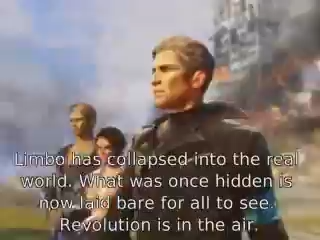 Limbo has collapsed into the real
world. What was once hidden is
now laid bare for all to see.
Revolution is in the air.